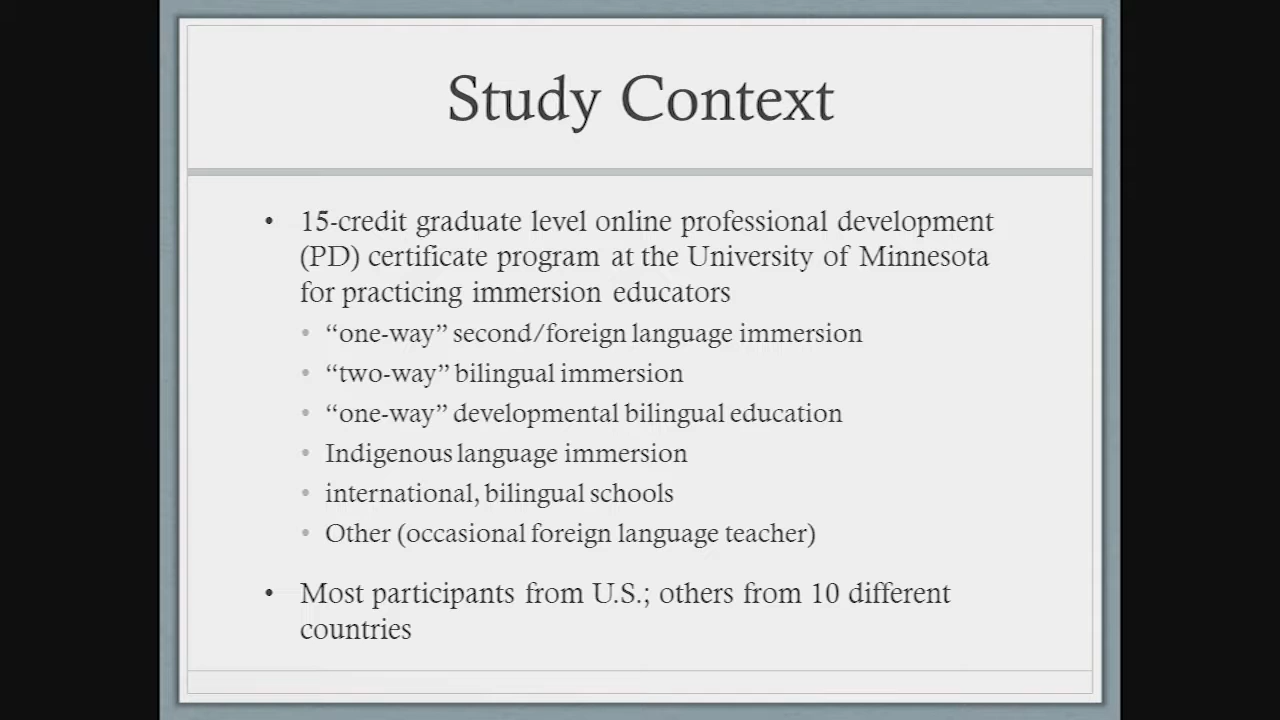 Study Context
• 15-credit graduate level online professional development
(PD) certificate program at the University of Minnesota
for practicing immersion educators
• “one-way” second/foreign language immersion
• “two-way” bilingual immersion
• “one-way” developmental bilingual education
• Indigenous language immersion
• international, bilingual schools
• Other (occasional foreign language teacher)
• Most participants from U.S.; others from 10 different
countries